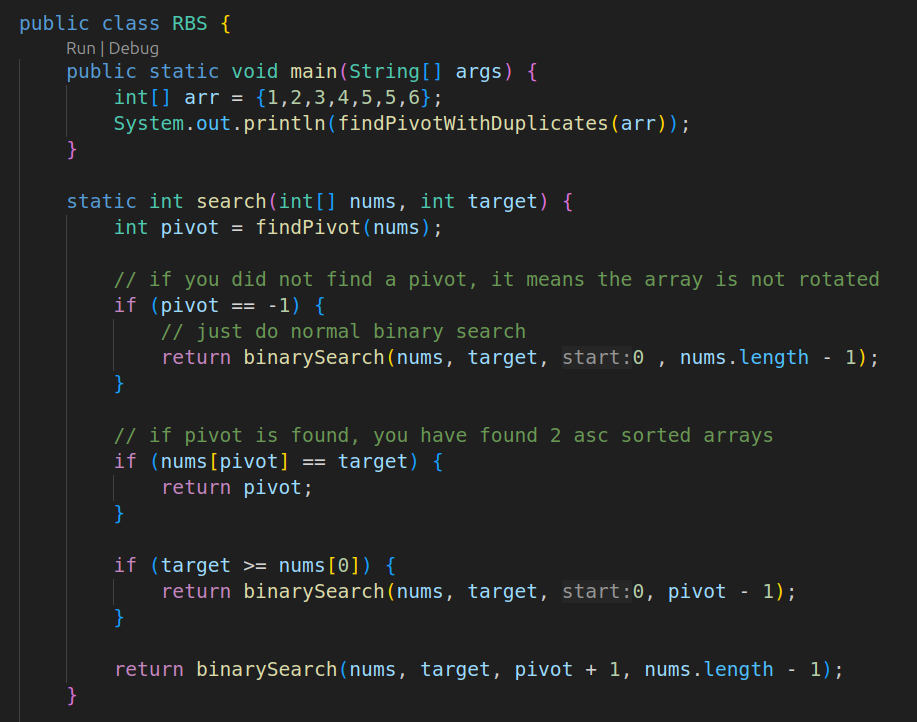 public class RBS {
Run | Debug
public static void main(String[] args) {
int[] arr = {1,2,3,4,5,5,6};
System.out.println(findPivotWithDuplicates(arr));
}
static int search(int[] nums, int target) {
int pivot = findPivot(nums);
// if you did not find a pivot, it means the array is not rotated
if (pivot == -1) {
// just do normal binary search
return binarySearch(nums, target, start:0 , nums.length - 1);
}
// if pivot is found, you have found 2 asc sorted arrays
if (nums[pivot] == target) {
return pivot;
}
if (target >= nums[0]) {
return binarySearch(nums, target, start:0, pivot - 1);
}
return binarySearch(nums, target, pivot + 1, nums.length - 1);
}